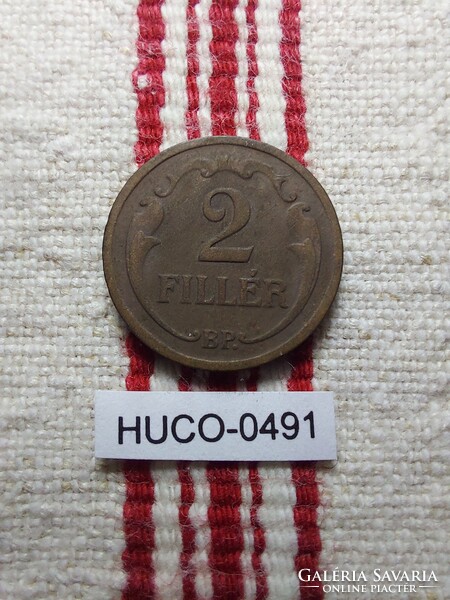 2
FILLÉR
BP.
HUCO-0491
GALÉRIA SAVARIA
ONLINE PIACTÉR